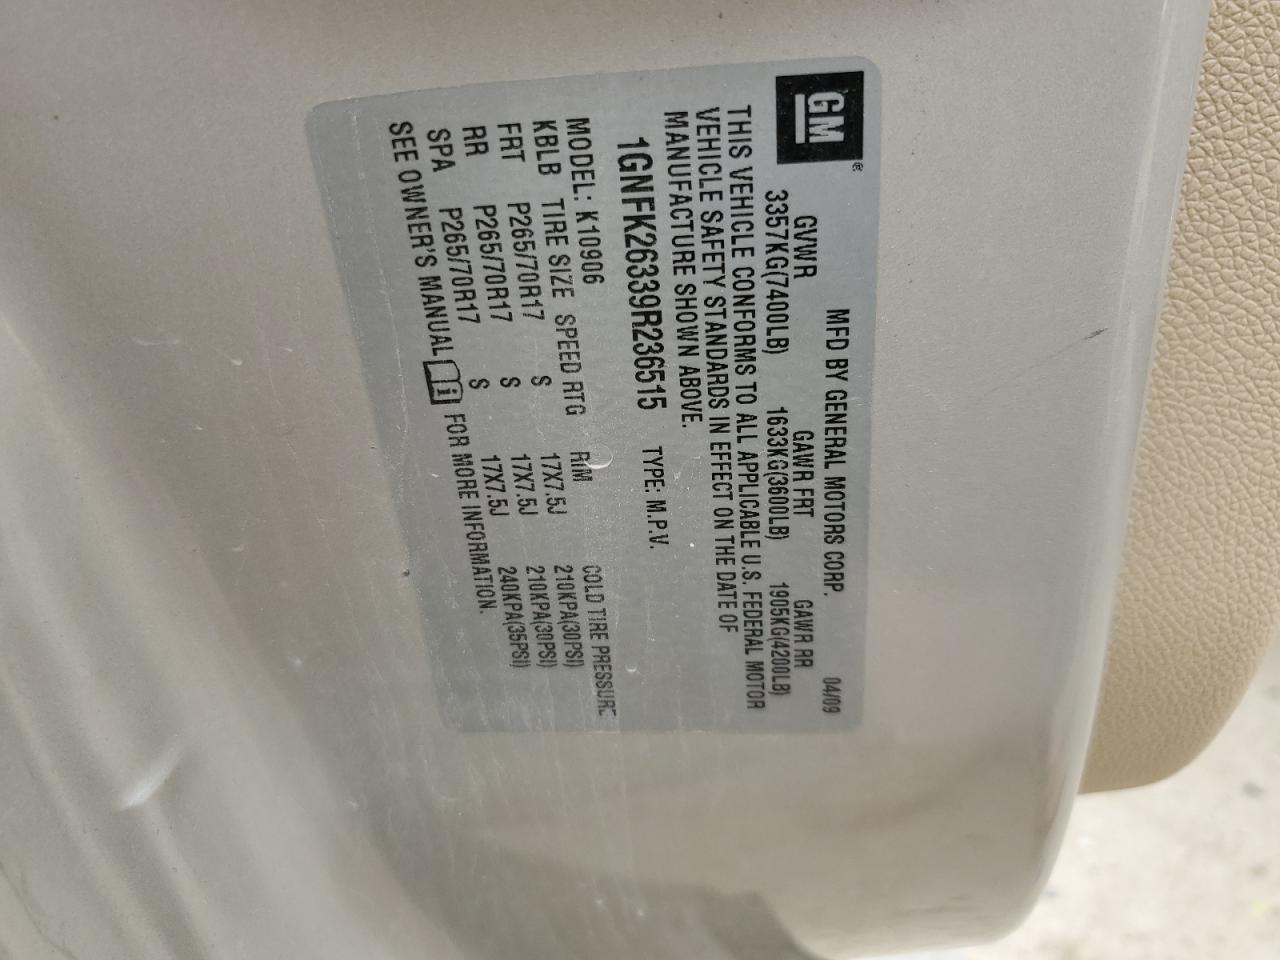 GM ®
MFD BY GENERAL MOTORS CORP. 04/09
GVWR GAWR FRT GAWR RR
3357KG(7400LB) 1633KG(3600LB) 1905KG(4200LB)
THIS VEHICLE CONFORMS TO ALL APPLICABLE U.S. FEDERAL MOTOR
VEHICLE SAFETY STANDARDS IN EFFECT ON THE DATE OF
MANUFACTURE SHOWN ABOVE.
1GNFK26339R236515 TYPE: M.P.V.
MODEL: K10906
KBLB TIRE SIZE SPEED RTG RIM COLD TIRE PRESSURE
FRT P265/70R17 S 17X7.5J 210KPA(30PSI)
RR P265/70R17 S 17X7.5J 210KPA(30PSI)
SPA P265/70R17 S 17X7.5J 240KPA(35PSI)
SEE OWNER'S MANUAL i FOR MORE INFORMATION.